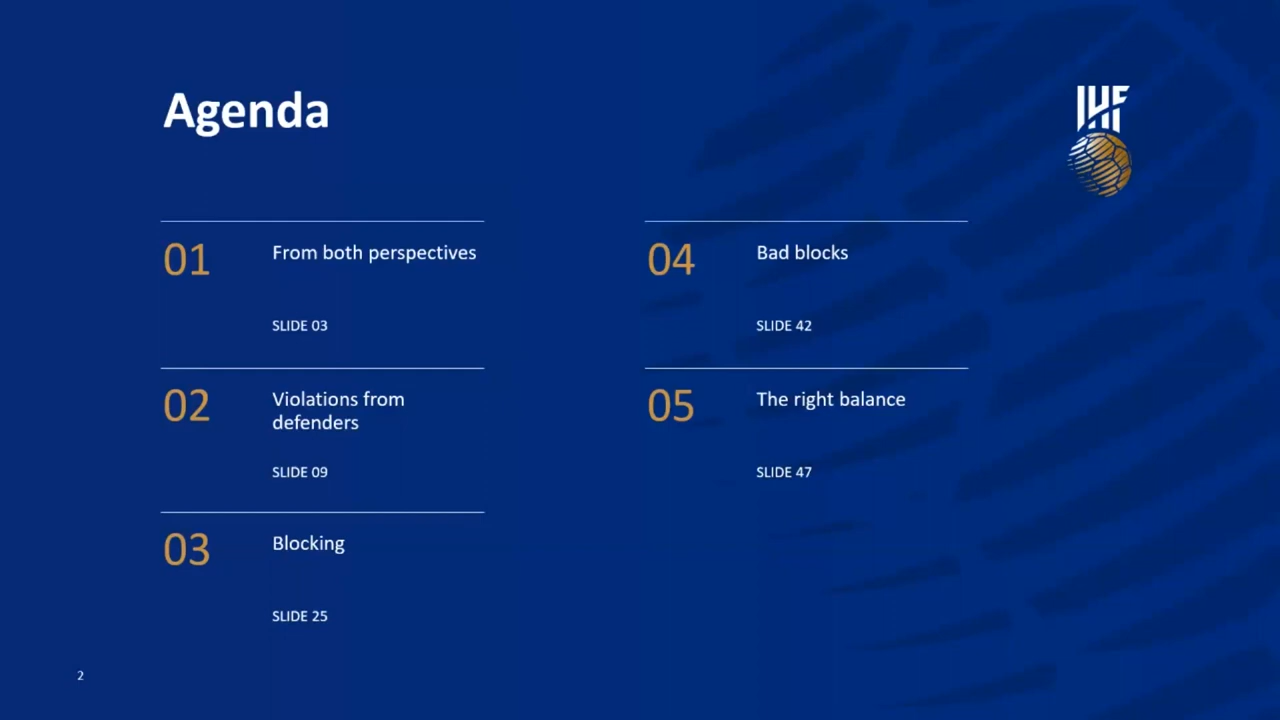 Agenda
IHF
01
From both perspectives
SLIDE 03
02
Violations from
defenders
SLIDE 09
03
Blocking
SLIDE 25
04
Bad blocks
SLIDE 42
05
The right balance
SLIDE 47
2